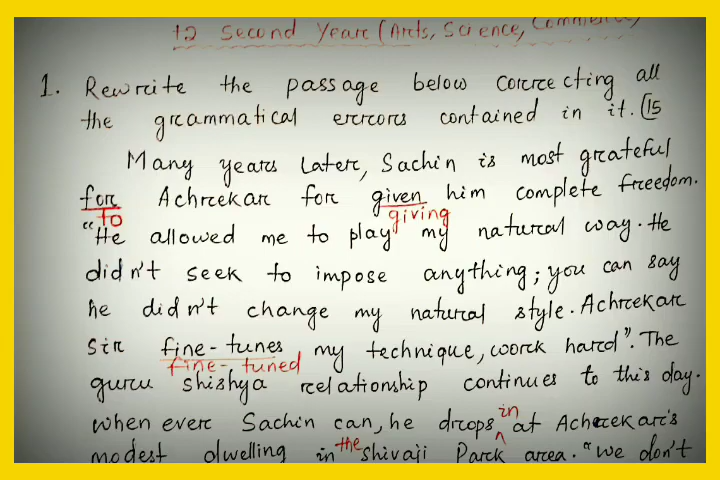 +2 Second Year (Arts, Science, Commerce)
1. Rewrite the passage below correcting all
the grammatical errors contained in it. (15
Many years later, Sachin is most grateful
for Achrekar for given him complete freedom.
to giving
"He allowed me to play my natural way. He
didn't seek to impose anything; you can say
he didn't change my natural style. Achrekar
sir fine-tunes my technique, work hard". The
fine-tuned
guru shishya relationship continues to this day.
when ever Sachin can, he drops in at Achrekar's
modest dwelling in the Shivaji Park area. "we don't